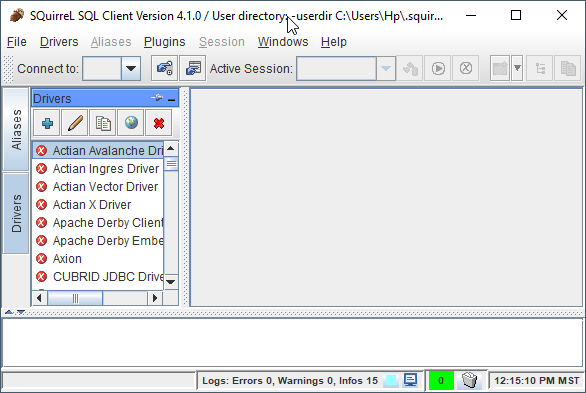 SQuirreL SQL Client Version 4.1.0 / User directory: -userdir C:\Users\Hp\.squir...
File Drivers Aliases Plugins Session Windows Help
Connect to: Active Session:
Aliases
Drivers
Drivers
Actian Avalanche Dri
Actian Ingres Driver
Actian Vector Driver
Actian X Driver
Apache Derby Client
Apache Derby Embe
Axion
CUBRID JDBC Drive
Logs: Errors 0, Warnings 0, Infos 15 0 12:15:10 PM MST